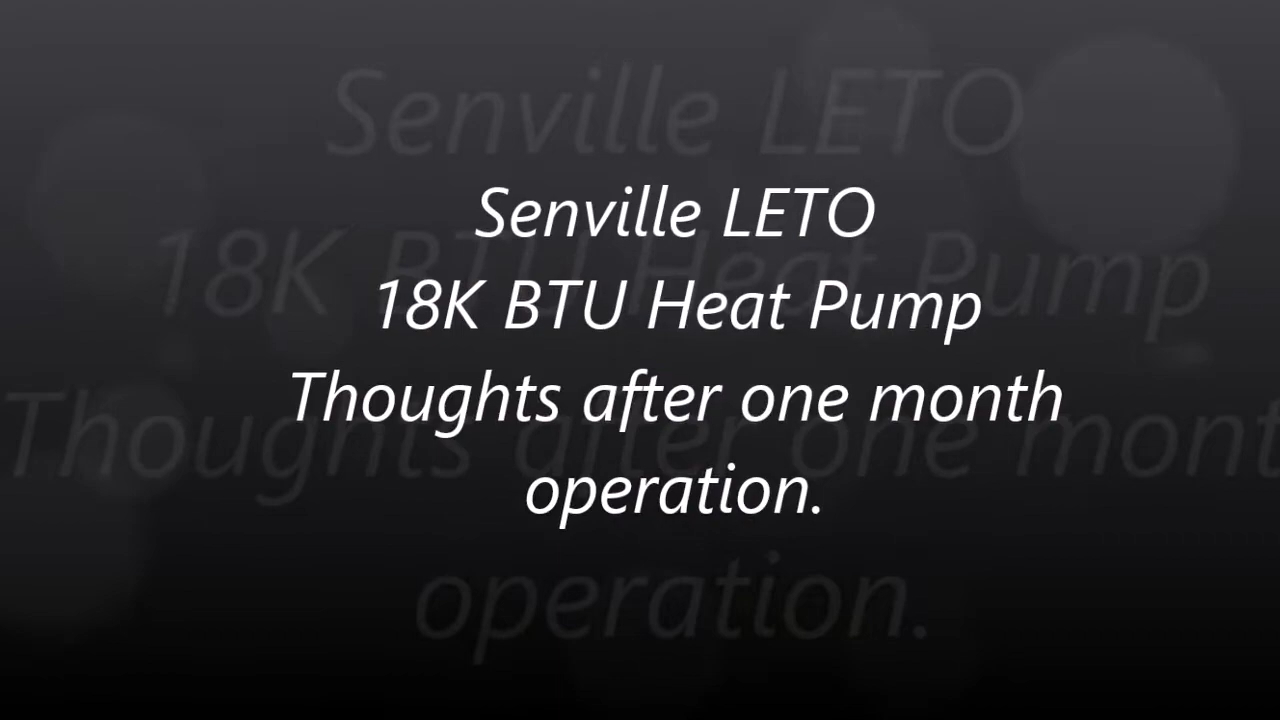 Senville LETO
18K BTU Heat Pump
Thoughts after one month
operation.